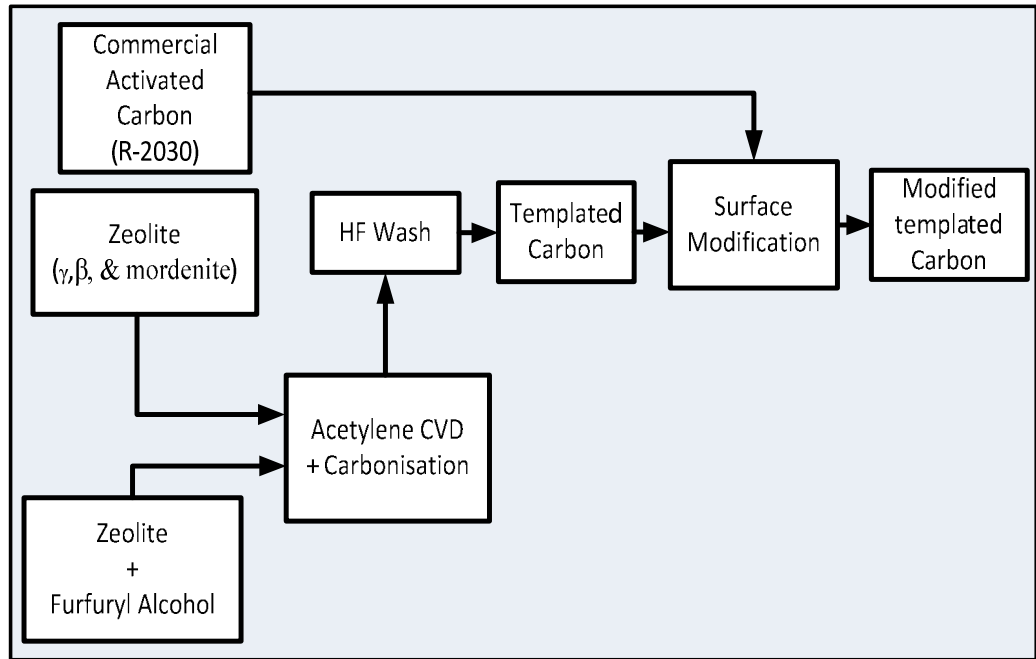 Commercial
Activated
Carbon
(R-2030)
Zeolite
(γ,β, & mordenite)
HF Wash
Templated
Carbon
Surface
Modification
Modified
templated
Carbon
Acetylene CVD
+ Carbonisation
Zeolite
+
Furfuryl Alcohol